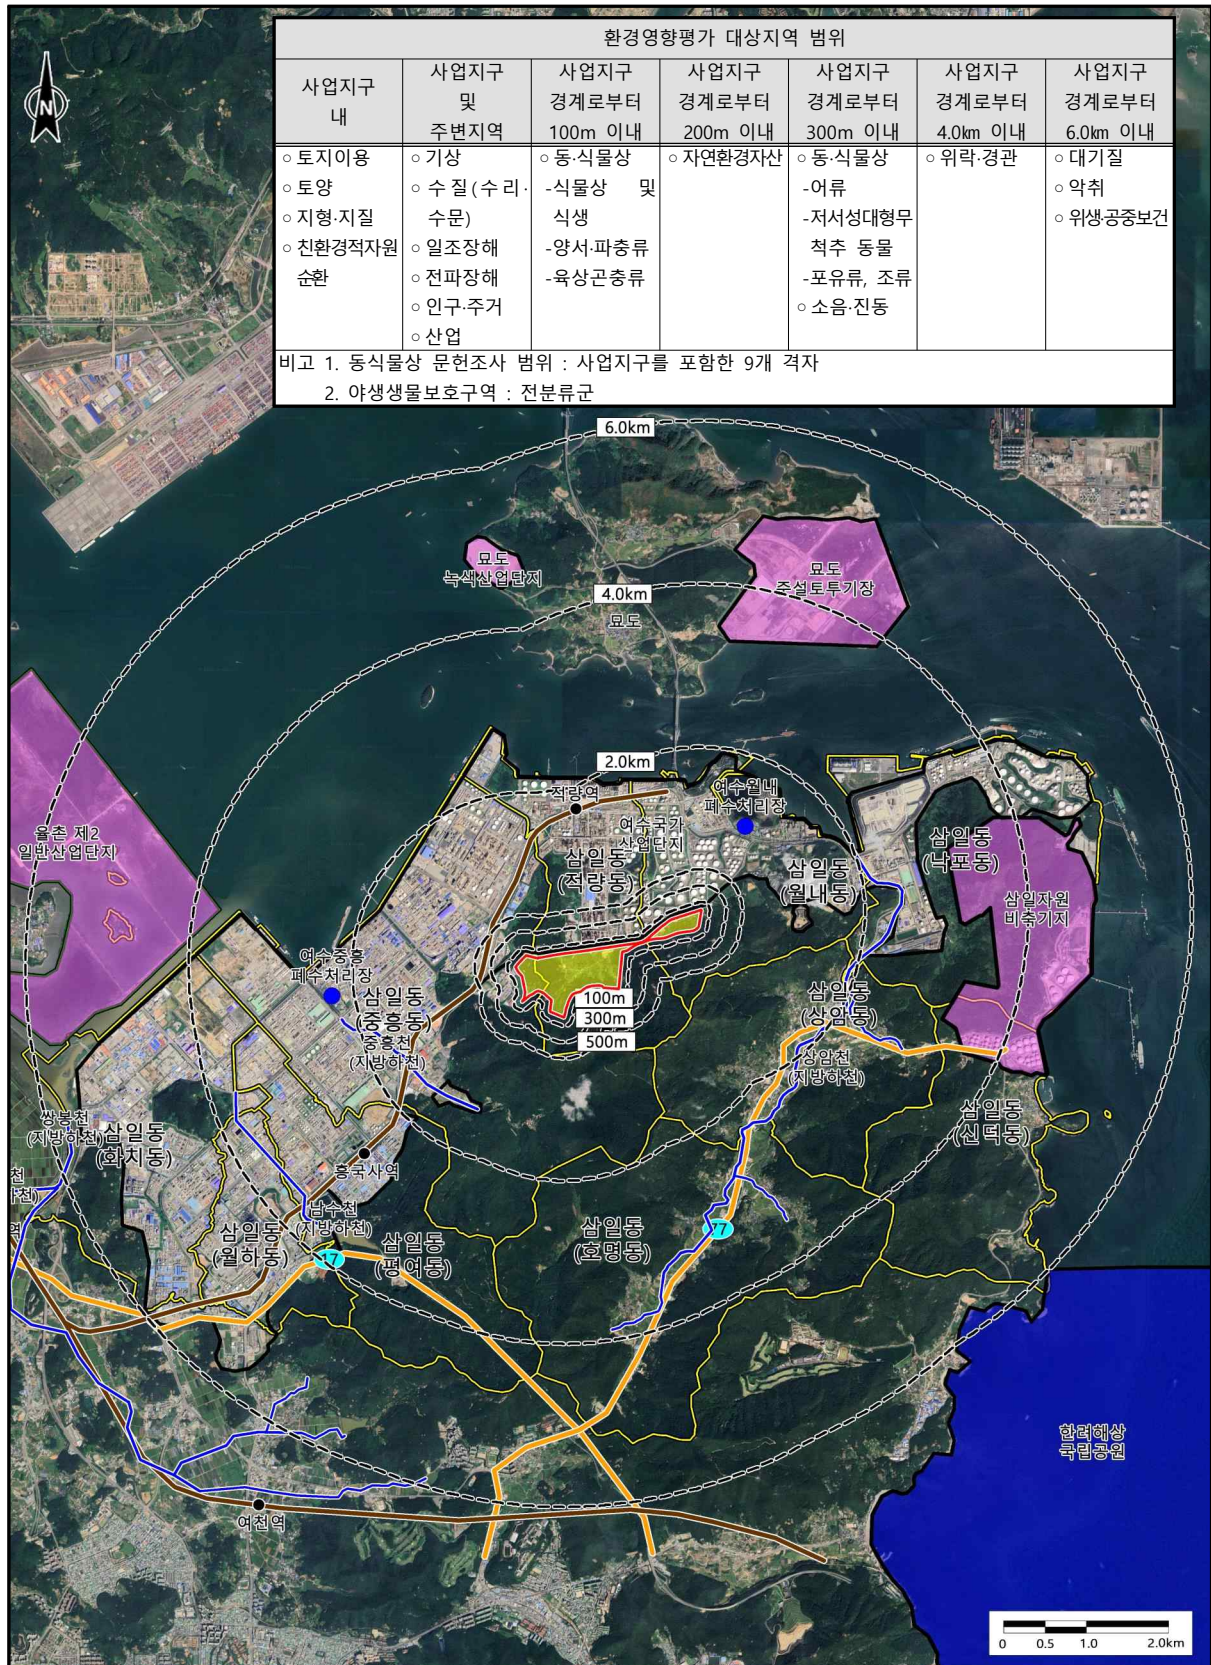 환경영향평가 대상지역 범위
사업지구
내
사업지구
및
주변지역
사업지구
경계로부터
100m 이내
사업지구
경계로부터
200m 이내
사업지구
경계로부터
300m 이내
사업지구
경계로부터
4.0㎞ 이내
사업지구
경계로부터
6.0㎞ 이내
○ 토지이용
○ 토양
○ 지형·지질
○ 친환경적자원
순환
○ 기상
○ 수질(수리·
수문)
○ 일조장해
○ 전파장해
○ 인구·주거
○ 산업
○ 동·식물상
-식물상 및
식생
-양서·파충류
-육상곤충류
○ 자연환경자산
○ 동·식물상
-어류
-저서성대형무
척추 동물
-포유류, 조류
○ 소음·진동
○ 위락·경관
○ 대기질
○ 악취
○ 위생·공중보건
비고 1. 동식물상 문헌조사 범위 : 사업지구를 포함한 9개 격자
2. 야생생물보호구역 : 전분류군
N
6.0km
묘도
녹색산업단지
묘도
준설토투기장
4.0km
묘도
2.0km
적량역
여수월내
폐수처리장
여수국가
산업단지
율촌 제2
일반산업단지
삼일동
(적량동)
삼일동
(월내동)
삼일동
(낙포동)
삼일자원
비축기지
여수중흥
폐수처리장
삼일동
(중흥동)
중흥천
(지방하천)
100m
300m
500m
삼일동
(상암동)
상암천
(지방하천)
쌍봉천
(지방하천)
삼일동
(화치동)
삼일동
(신덕동)
천
하천)
역
흥국사역
남수천
(지방하천)
삼일동
(월하동)
17
삼일동
(평여동)
삼일동
(호명동)
77
한려해상
국립공원
여천역
0 0.5 1.0 2.0km